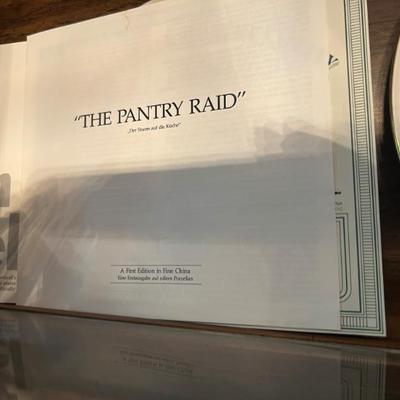 "THE PANTRY RAID"
„Der Sturm auf die Küche"
A First Edition in Fine China
Eine Erstausgabe auf edlem Porzellan